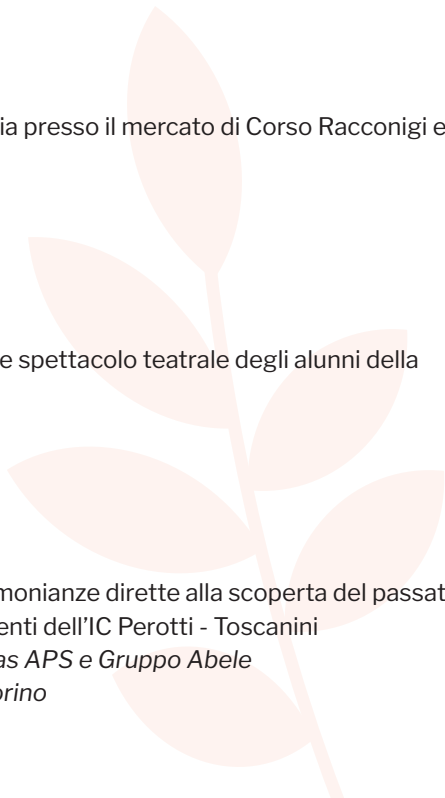 ia presso il mercato di Corso Racconigi e
e spettacolo teatrale degli alunni della
monianze dirette alla scoperta del passat
enti dell'IC Perotti - Toscanini
as APS e Gruppo Abele
orino